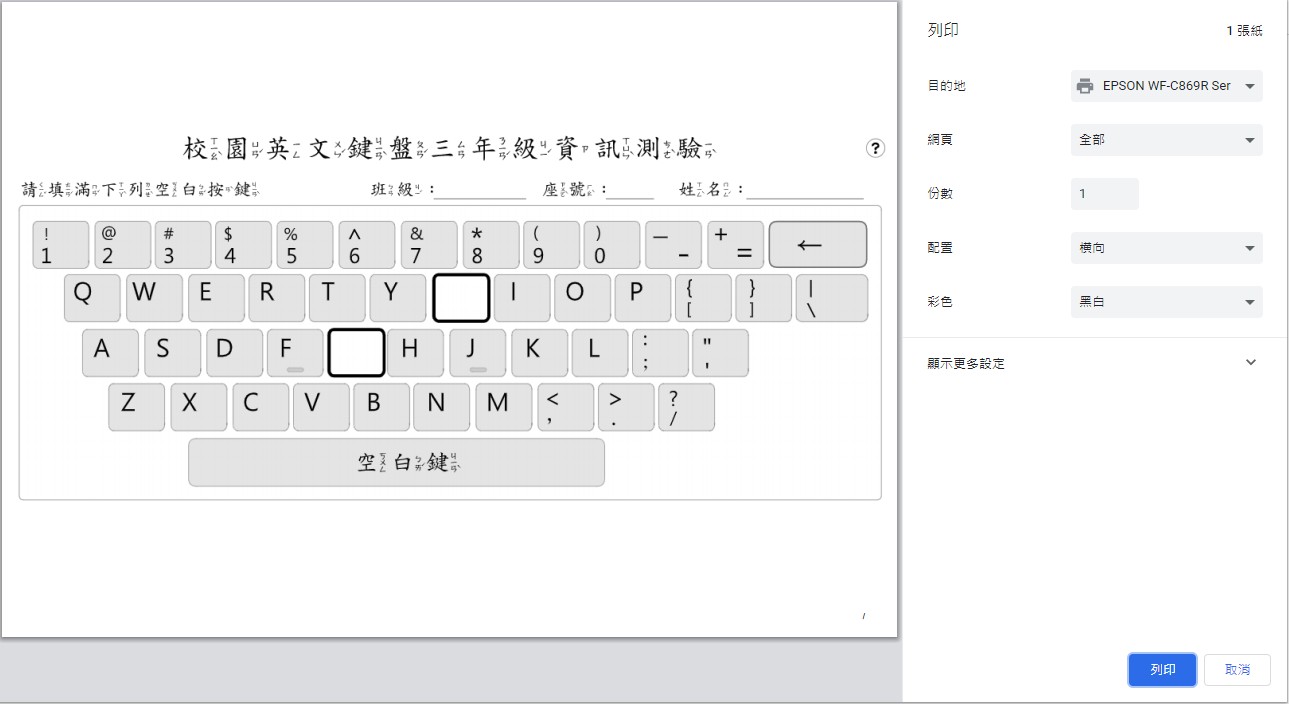 校園英文鍵盤三年級資訊測驗
?
請填滿下列空白按鍵 班級：________ 座號：_____ 姓名：__________
! @ # $ % ^ & * ( ) — +
1 2 3 4 5 6 7 8 9 0 - = ←
Q W E R T Y I O P { } |
[ ] \
A S D F H J K L : "
; '
Z X C V B N M < > ?
, . /
空白鍵
列印 1 張紙
目的地 EPSON WF-C869R Ser
網頁 全部
份數 1
配置 橫向
彩色 黑白
顯示更多設定
列印 取消